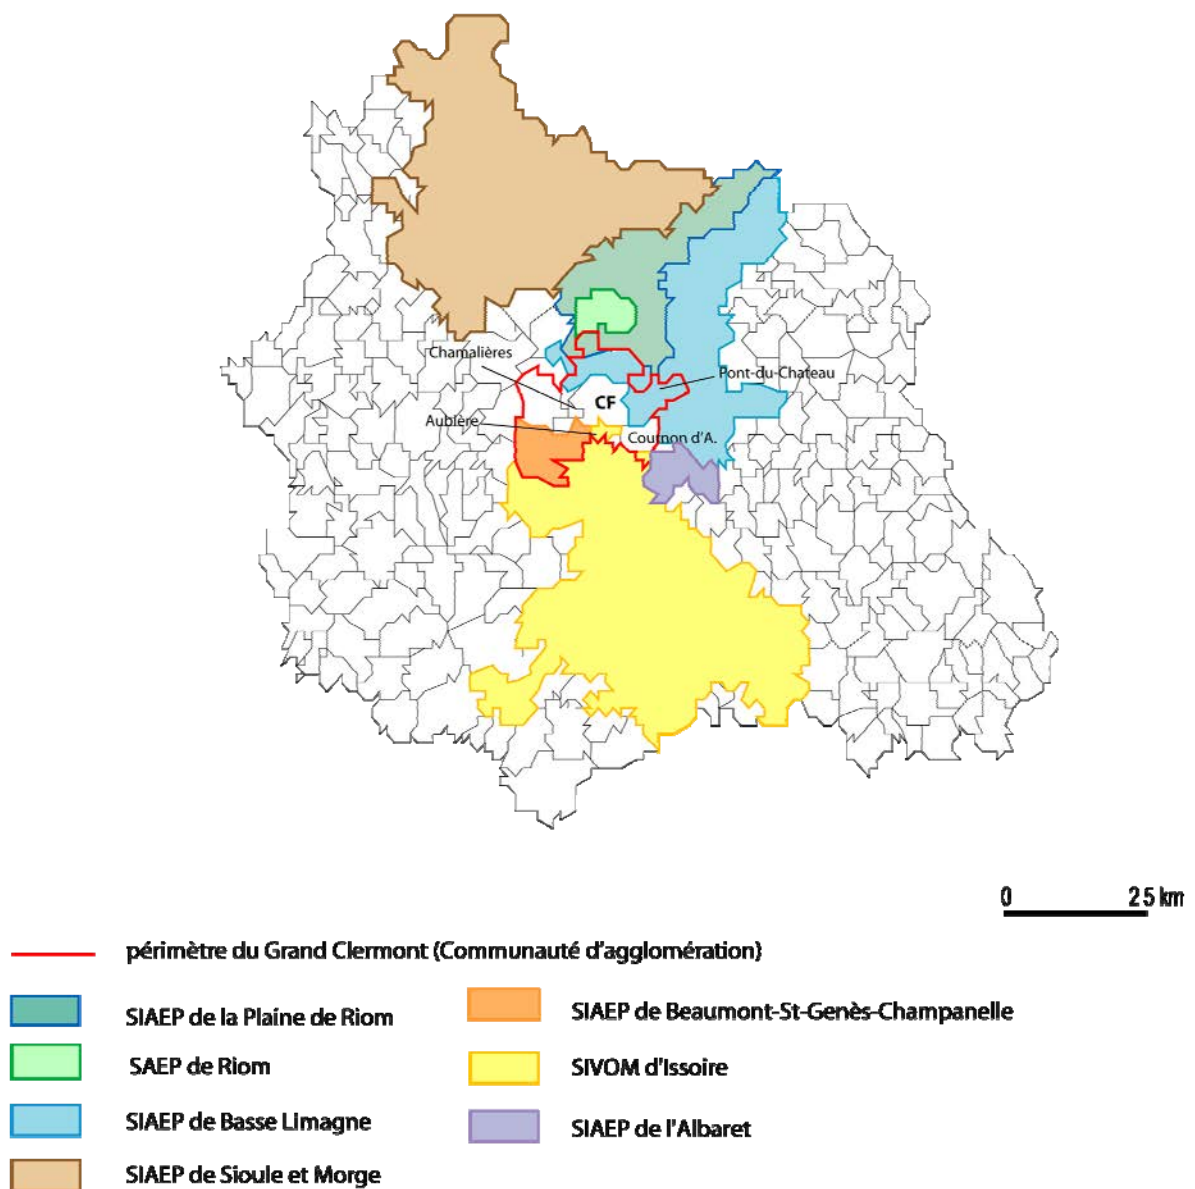 Chamalières
Pont-du-Chateau
CF
Aubière
Cournon d'A.
0 25 km
périmètre du Grand Clermont (Communauté d'agglomération)
SIAEP de la Plaine de Riom
SIAEP de Beaumont-St-Genès-Champanelle
SAEP de Riom
SIVOM d'Issoire
SIAEP de Basse Limagne
SIAEP de l'Albaret
SIAEP de Sioule et Morge